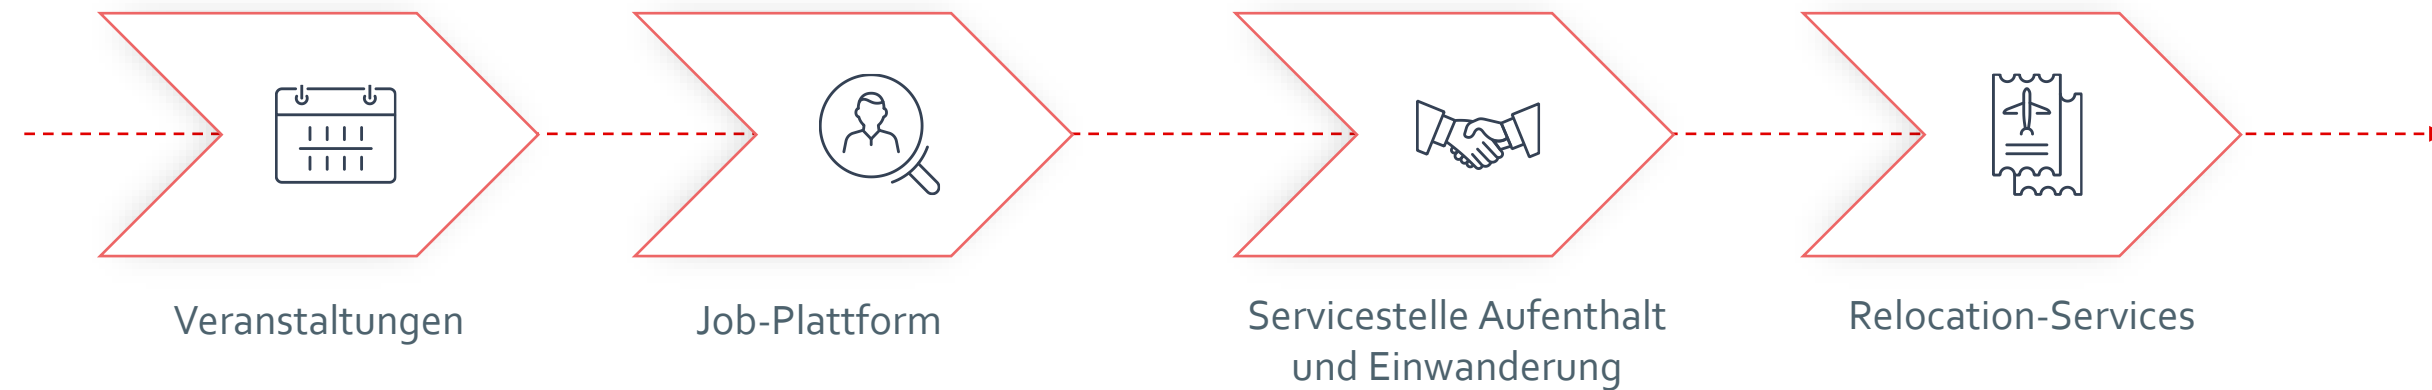 Veranstaltungen
Job-Plattform
Servicestelle Aufenthalt
und Einwanderung
Relocation-Services